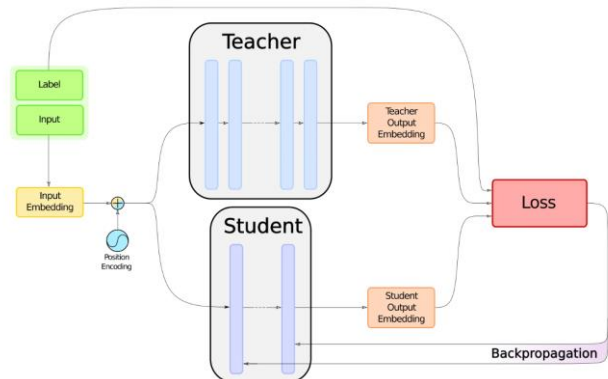 Teacher
Label
Input
Teacher
Output
Embedding
Input
Embedding
Loss
Position
Encoding
Student
Student
Output
Embedding
Backpropagation